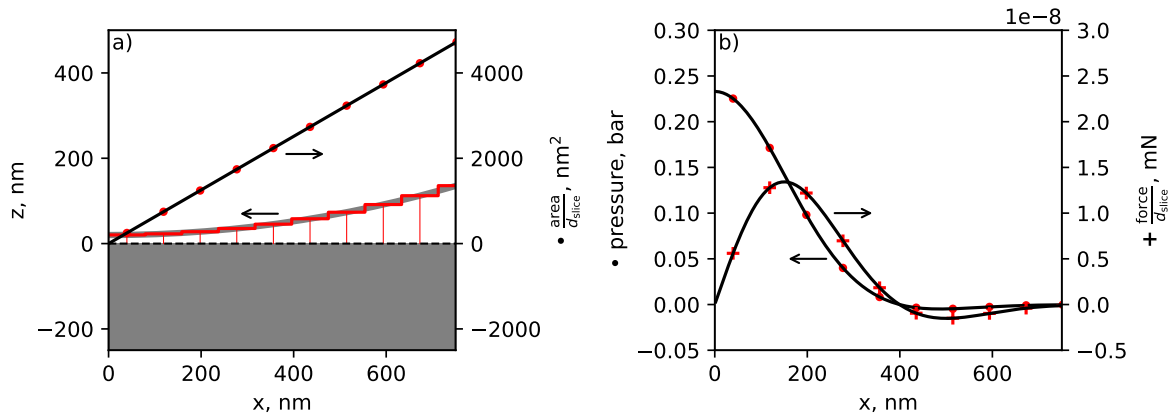 1e−8
a)
b)
400
200
0
−200
z, nm
4000
2000
0
−2000
• area/d_slice, nm²
0 200 400 600
x, nm
0.30
0.25
0.20
0.15
0.10
0.05
0.00
−0.05
• pressure, bar
3.0
2.5
2.0
1.5
1.0
0.5
0.0
−0.5
+ force/d_slice, mN
0 200 400 600
x, nm